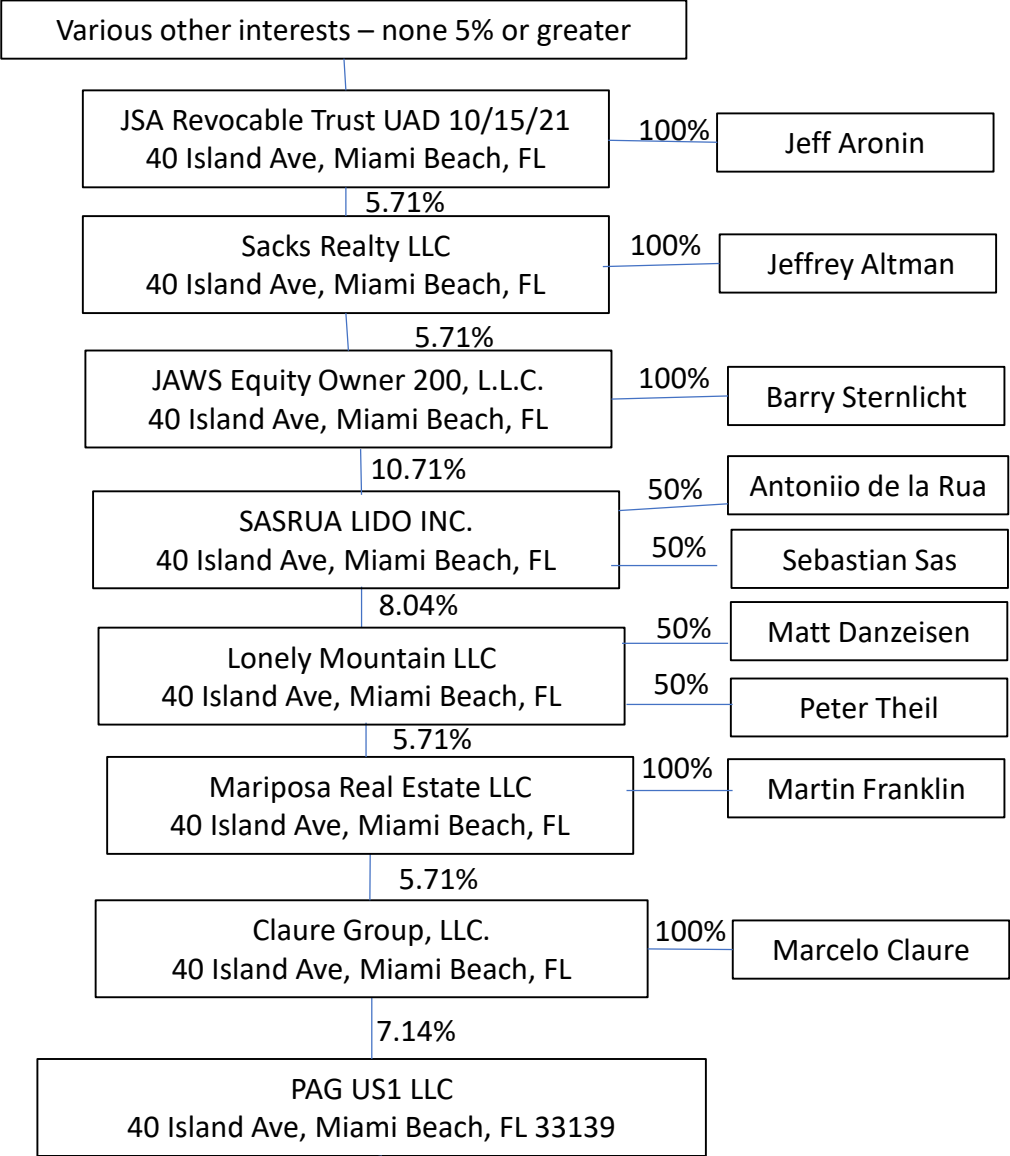 Various other interests – none 5% or greater
JSA Revocable Trust UAD 10/15/21
40 Island Ave, Miami Beach, FL
100%
Jeff Aronin
5.71%
Sacks Realty LLC
40 Island Ave, Miami Beach, FL
100%
Jeffrey Altman
5.71%
JAWS Equity Owner 200, L.L.C.
40 Island Ave, Miami Beach, FL
100%
Barry Sternlicht
10.71%
SASRUA LIDO INC.
40 Island Ave, Miami Beach, FL
50%
Antoniio de la Rua
50%
Sebastian Sas
8.04%
Lonely Mountain LLC
40 Island Ave, Miami Beach, FL
50%
Matt Danzeisen
50%
Peter Theil
5.71%
Mariposa Real Estate LLC
40 Island Ave, Miami Beach, FL
100%
Martin Franklin
5.71%
Claure Group, LLC.
40 Island Ave, Miami Beach, FL
100%
Marcelo Claure
7.14%
PAG US1 LLC
40 Island Ave, Miami Beach, FL 33139